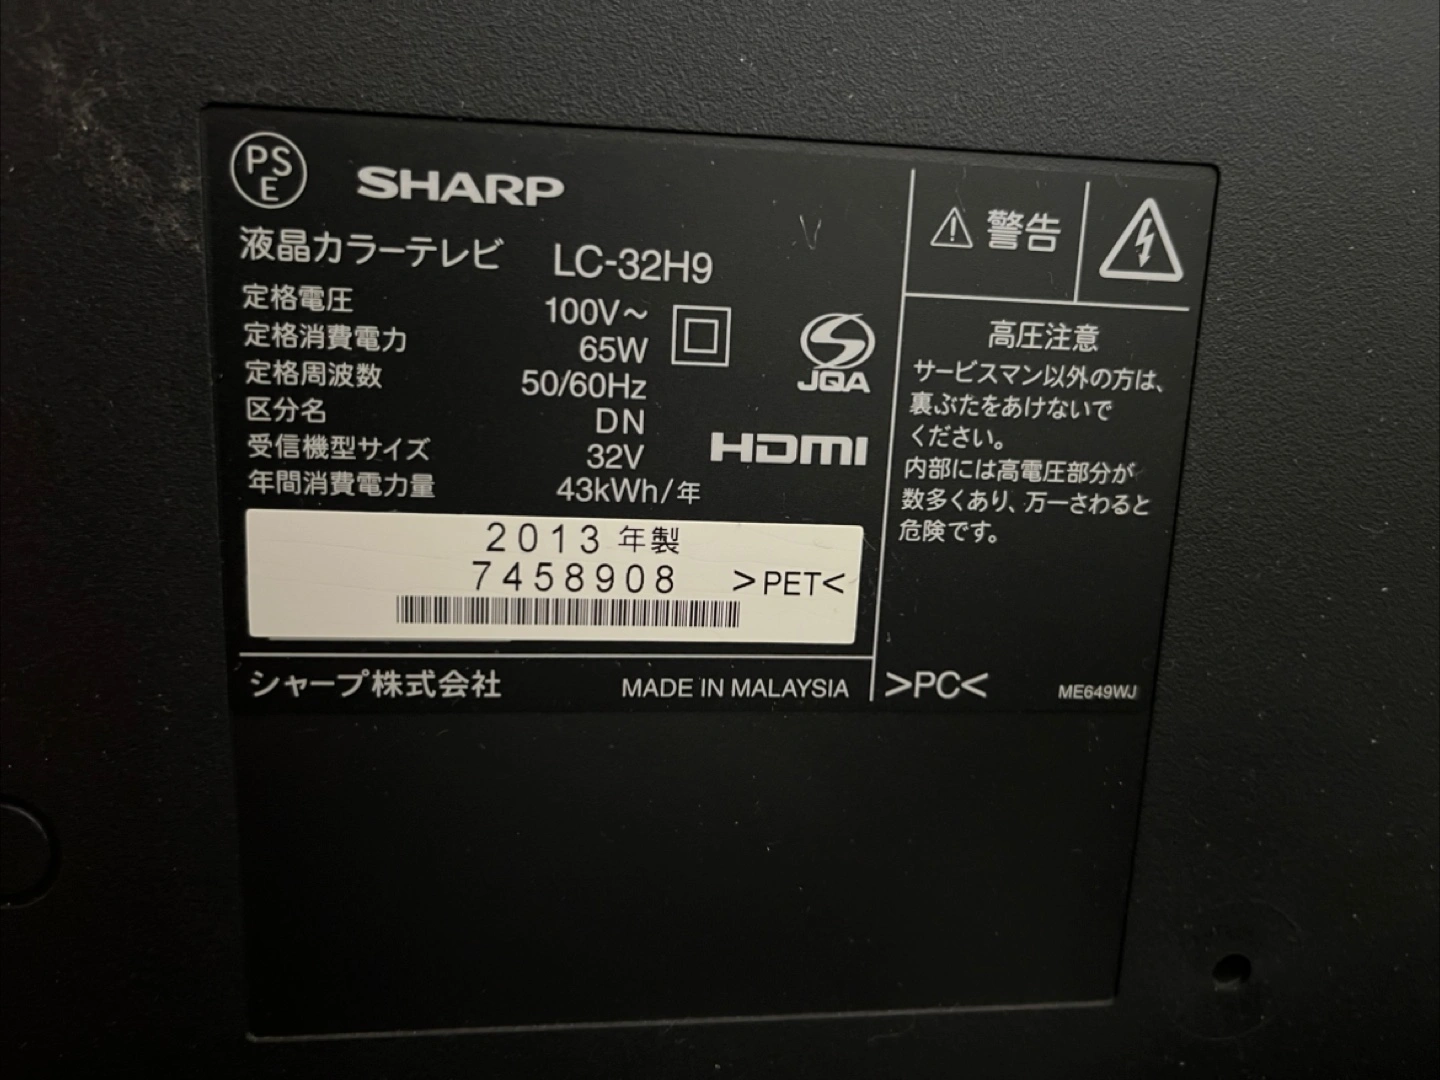 PS
E
SHARP
液晶カラーテレビ LC-32H9
定格電圧 100V～
定格消費電力 65W
定格周波数 50/60Hz
区分名 DN
受信機型サイズ 32V
年間消費電力量 43kWh/年
JQA
HDMI
2013年製
7458908 >PET<
シャープ株式会社 MADE IN MALAYSIA
⚠ 警告
高圧注意
サービスマン以外の方は、
裏ぶたをあけないで
ください。
内部には高電圧部分が
数多くあり、万一さわると
危険です。
>PC< ME649WJ